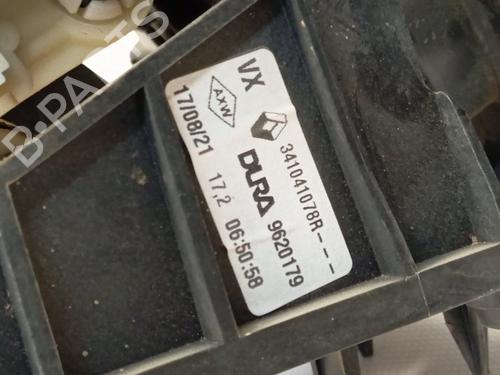 VX
AXW
341041078R---
DURA 9620179
17/08/21 17,2 06:50:58
B-PARTS